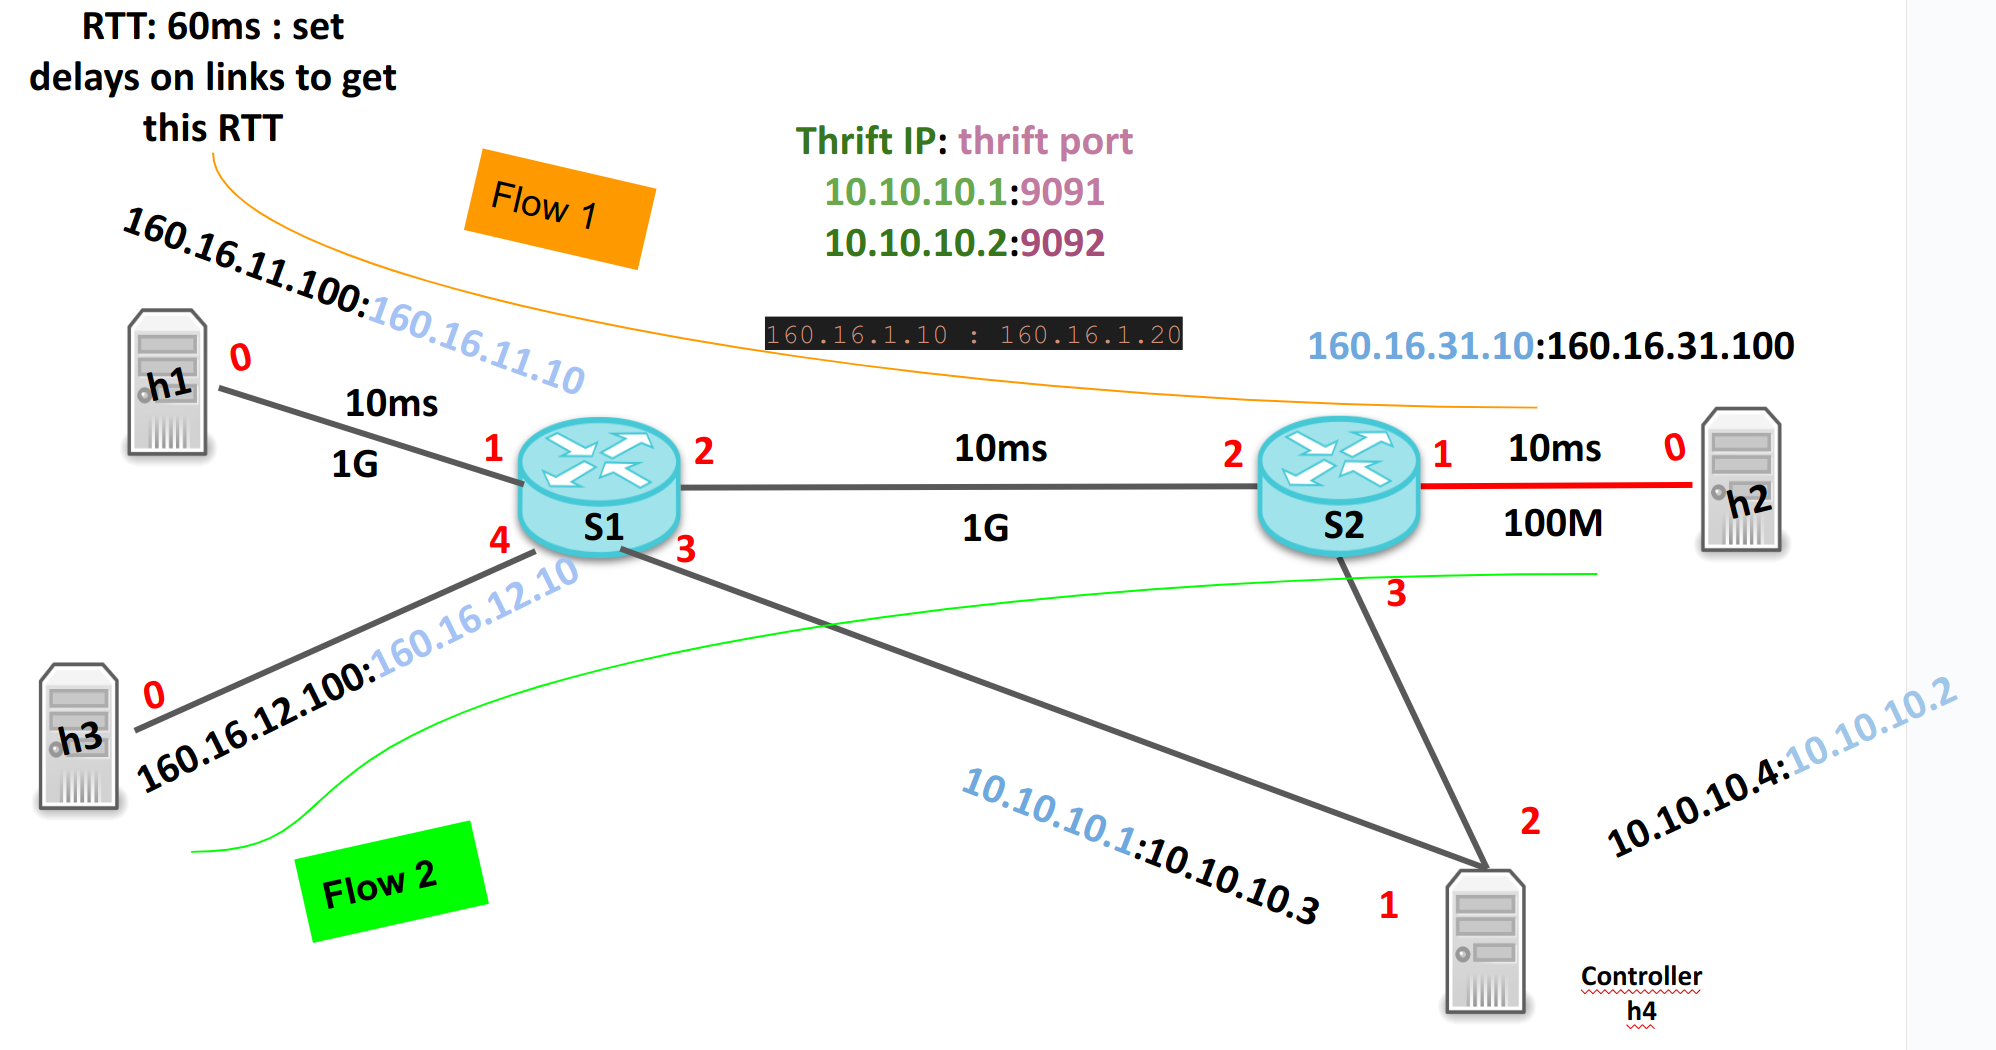 RTT: 60ms : set
delays on links to get
this RTT
Flow 1
Thrift IP: thrift port
10.10.10.1:9091
10.10.10.2:9092
160.16.11.100:160.16.11.10
160.16.1.10 : 160.16.1.20
160.16.31.10:160.16.31.100
h1
0
10ms
1G
1
S1
2
4
3
10ms
1G
2
S2
1
3
10ms
100M
0
h2
h3
0
160.16.12.100:160.16.12.10
Flow 2
10.10.10.1:10.10.10.3
10.10.10.4:10.10.10.2
2
1
Controller
h4